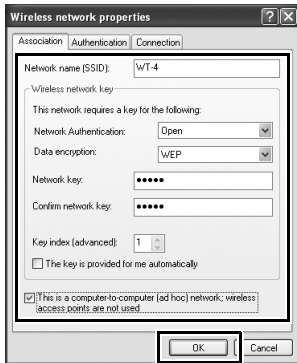 Wireless network properties
Association Authentication Connection
Network name (SSID): WT-4
Wireless network key
This network requires a key for the following:
Network Authentication: Open
Data encryption: WEP
Network key: •••••
Confirm network key: •••••
Key index (advanced): 1
The key is provided for me automatically
This is a computer-to-computer (ad hoc) network; wireless
access points are not used
OK Cancel